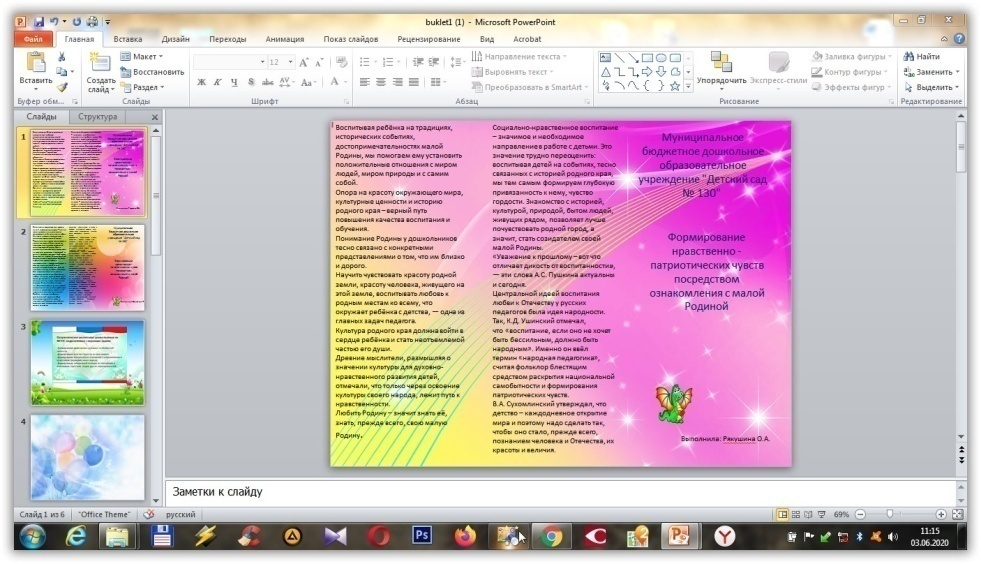 buklet1 (1) - Microsoft PowerPoint
Файл Главная Вставка Дизайн Переходы Анимация Показ слайдов Рецензирование Вид Acrobat
Вставить
Буфер обм...
Создать слайд
Макет
Восстановить
Раздел
Слайды
12
Ж К Ч S abc AV Aa A
Шрифт
Направление текста
Выровнять текст
Преобразовать в SmartArt
Абзац
Упорядочить
Экспресс-стили
Заливка фигуры
Контур фигуры
Эффекты фигур
Рисование
Найти
Заменить
Выделить
Редактирование
Слайды Структура
1
2
3
4
Воспитывая ребёнка на традициях,
исторических событиях,
достопримечательностях малой
Родины, мы помогаем ему установить
положительные отношения с миром
людей, миром природы и с самим
собой.
Опора на красоту окружающего мира,
культурные ценности и историю
родного края – верный путь
повышения качества воспитания и
обучения.
Понимание Родины у дошкольников
тесно связано с конкретными
представлениями о том, что им близко
и дорого.
Научить чувствовать красоту родной
земли, красоту человека, живущего на
этой земле, воспитывать любовь к
родным местам ко всему, что
окружает ребёнка с детства, — одна из
главных задач педагога.
Культура родного края должна войти в
сердце ребёнка и стать неотъемлемой
частью его души.
Древние мыслители, размышляя о
значении культуры для духовно-
нравственного развития детей,
отмечали, что только через освоение
культуры своего народа, лежит путь к
нравственности.
Любить Родину – значит знать её,
знать, прежде всего, свою малую
Родину.
Социально-нравственное воспитание
– значимое и необходимое
направление в работе с детьми. Это
значение трудно переоценить:
воспитывая детей на событиях, тесно
связанных с историей родного края,
мы тем самым формируем глубокую
привязанность к нему, чувство
гордости. Знакомство с историей,
культурой, природой, бытом людей,
живущих рядом, позволяет лучше
почувствовать родной город, а
значит, стать созидателем своей
малой Родины.
«Уважение к прошлому – вот что
отличает дикость от воспитанности»,
— эти слова А.С. Пушкина актуальны
и сегодня.
Центральной идеей воспитания
любви к Отечеству у русских
педагогов была идея народности.
Так, К.Д. Ушинский отмечал,
что «воспитание, если оно не хочет
быть бессильным, должно быть
народным». Именно он ввёл
термин «народная педагогика»,
считая фольклор блестящим
средством раскрытия национальной
самобытности и формирования
патриотических чувств.
В.А. Сухомлинский утверждал, что
детство – каждодневное открытие
мира и поэтому надо сделать так,
чтобы оно стало, прежде всего,
познанием человека и Отечества, их
красоты и величия.
Муниципальное
бюджетное дошкольное
образовательное
учреждение "Детский сад
№ 130"
Формирование
нравственно -
патриотических чувств
посредством
ознакомления с малой
Родиной
Выполнила: Рякушина О.А.
Заметки к слайду
Слайд 1 из 6 "Office Theme" русский 69%
11:15
03.06.2020